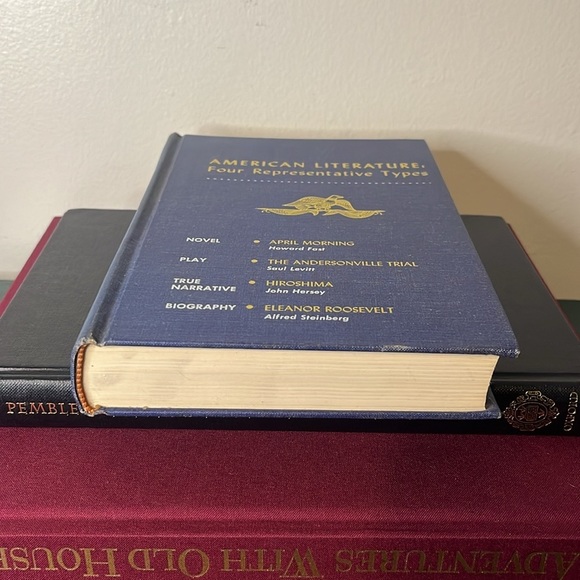 AMERICAN LITERATURE,
Four Representative Types
NOVEL • APRIL MORNING
Howard Fast
PLAY • THE ANDERSONVILLE TRIAL
Saul Levitt
TRUE NARRATIVE • HIROSHIMA
John Hersey
BIOGRAPHY • ELEANOR ROOSEVELT
Alfred Steinberg
PEMBLE
OXFORD
ADVENTURES WITH OLD HOUS